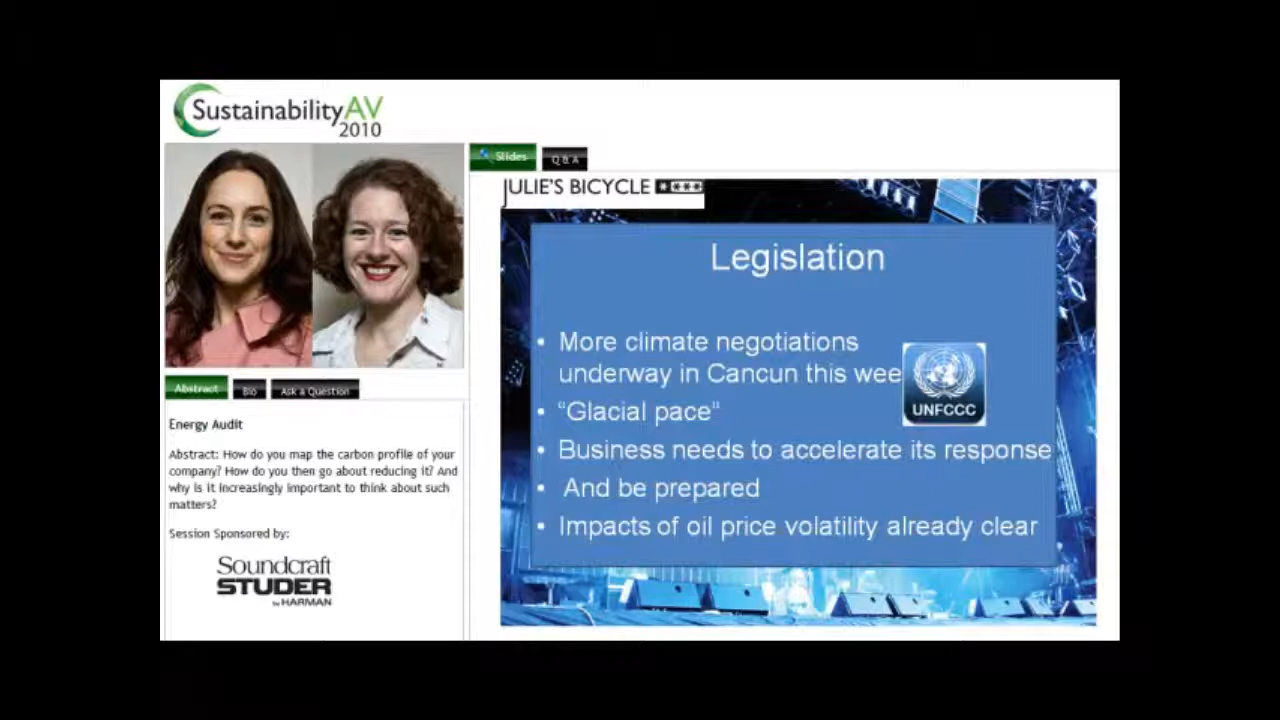 SustainabilityAV
2010
Slides
Q & A
JULIE'S BICYCLE
Legislation
• More climate negotiations
underway in Cancun this wee
UNFCCC
• “Glacial pace”
• Business needs to accelerate its response
• And be prepared
• Impacts of oil price volatility already clear
Abstract
Bio
Ask a Question
Energy Audit
Abstract: How do you map the carbon profile of your
company? How do you then go about reducing it? And
why is it increasingly important to think about such
matters?
Session Sponsored by:
Soundcraft
STUDER
by HARMAN